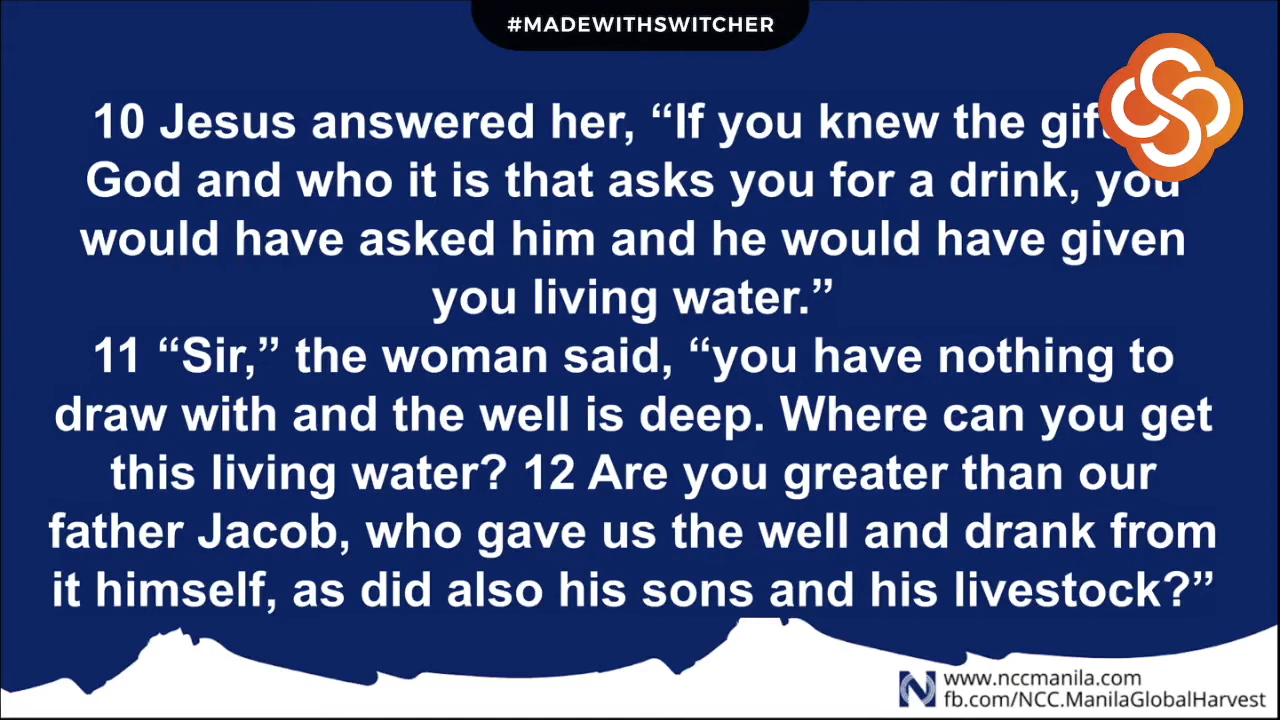 #MADEWITHSWITCHER
10 Jesus answered her, “If you knew the
God and who it is that asks you for a drink, you
would have asked him and he would have given
you living water.”
11 “Sir,” the woman said, “you have nothing to
draw with and the well is deep. Where can you get
this living water? 12 Are you greater than our
father Jacob, who gave us the well and drank from
it himself, as did also his sons and his livestock?”
www.nccmanila.com
fb.com/NCC.ManilaGlobalHarvest